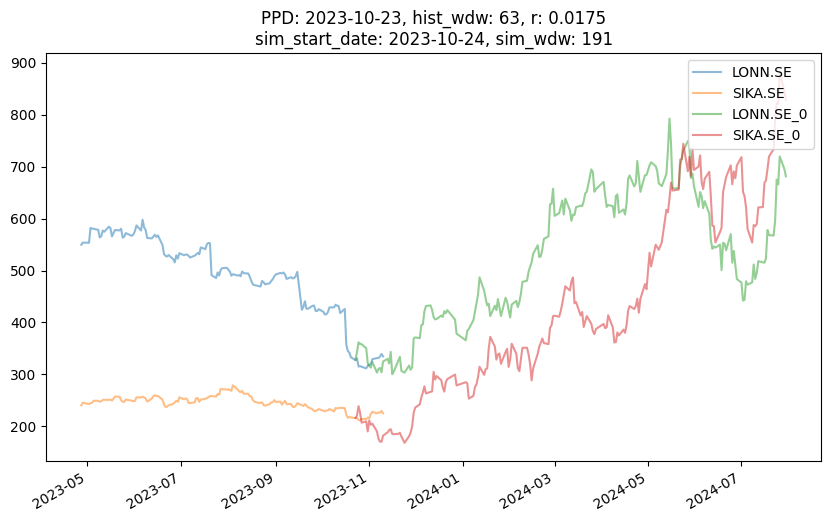 PPD: 2023-10-23, hist_wdw: 63, r: 0.0175
sim_start_date: 2023-10-24, sim_wdw: 191
900
800
700
600
500
400
300
200
LONN.SE
SIKA.SE
LONN.SE_0
SIKA.SE_0
2023-05
2023-07
2023-09
2023-11
2024-01
2024-03
2024-05
2024-07